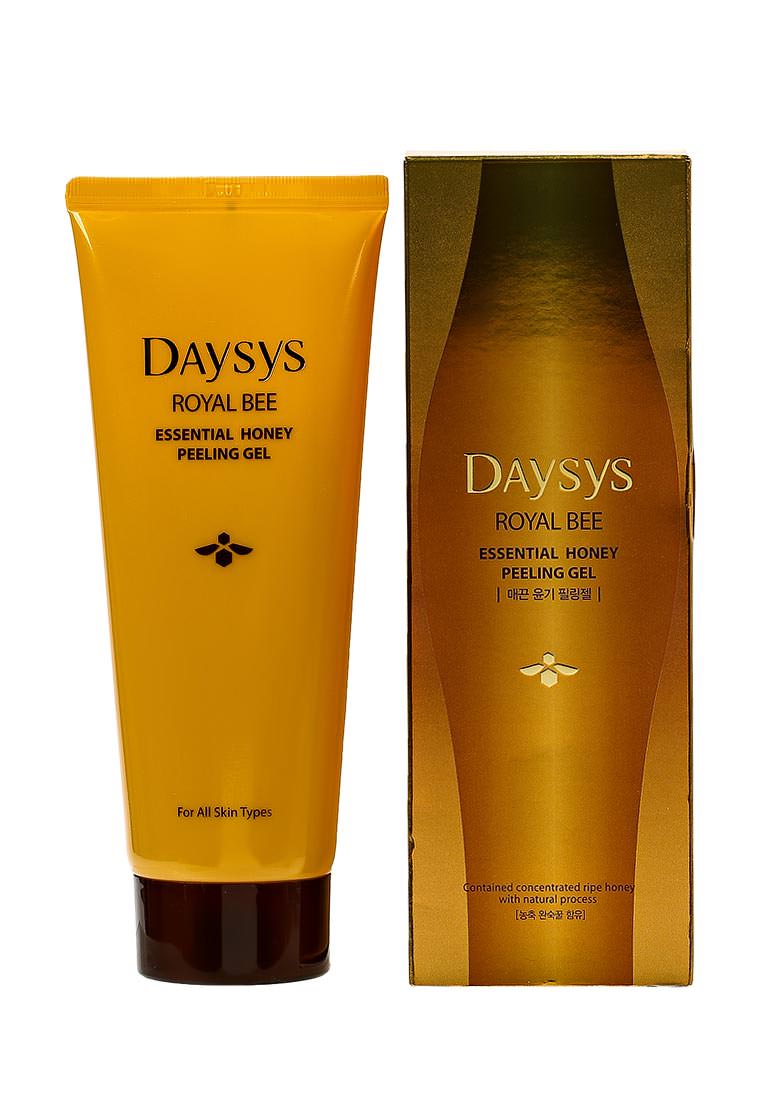 DAYSYS
ROYAL BEE
ESSENTIAL HONEY
PEELING GEL
For All Skin Types
DAYSYS
ROYAL BEE
ESSENTIAL HONEY
PEELING GEL
| 매끈 윤기 필링젤 |
Contained concentrated ripe honey
with natural process
[농축 완숙꿀 함유]